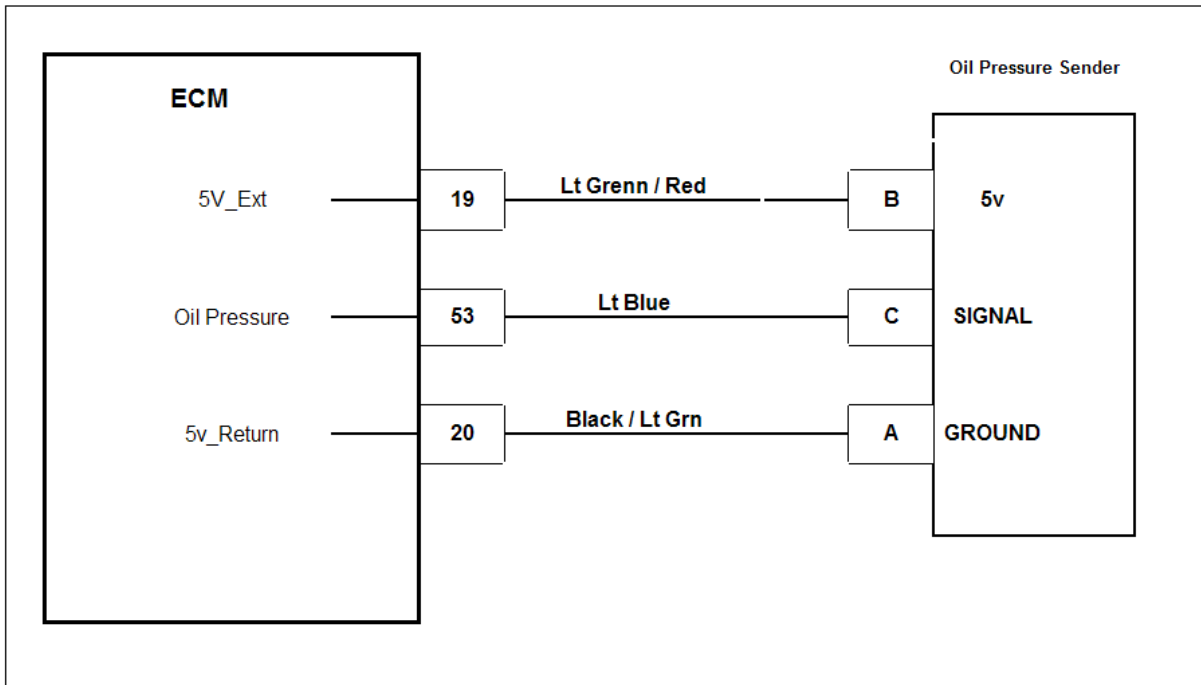 Oil Pressure Sender
ECM
5V_Ext
19
Lt Grenn / Red
B
5v
Oil Pressure
53
Lt Blue
C
SIGNAL
5v_Return
20
Black / Lt Grn
A
GROUND